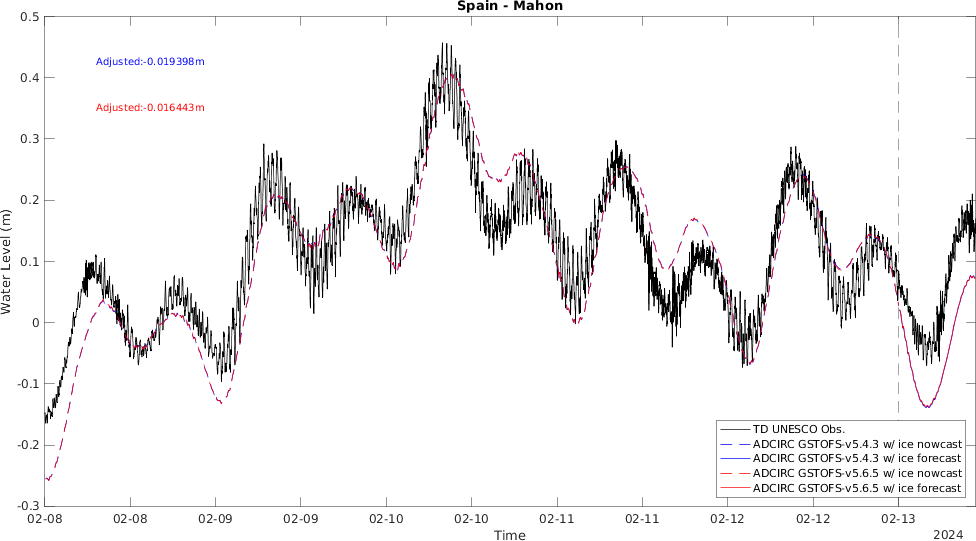 Spain - Mahon
0.5
0.4
0.3
0.2
0.1
0
-0.1
-0.2
-0.3
Water Level (m)
Adjusted:-0.019398m
Adjusted:-0.016443m
TD UNESCO Obs.
ADCIRC GSTOFS-v5.4.3 w/ ice nowcast
ADCIRC GSTOFS-v5.4.3 w/ ice forecast
ADCIRC GSTOFS-v5.6.5 w/ ice nowcast
ADCIRC GSTOFS-v5.6.5 w/ ice forecast
02-08 02-08 02-09 02-09 02-10 02-10 02-11 02-11 02-12 02-12 02-13
Time
2024